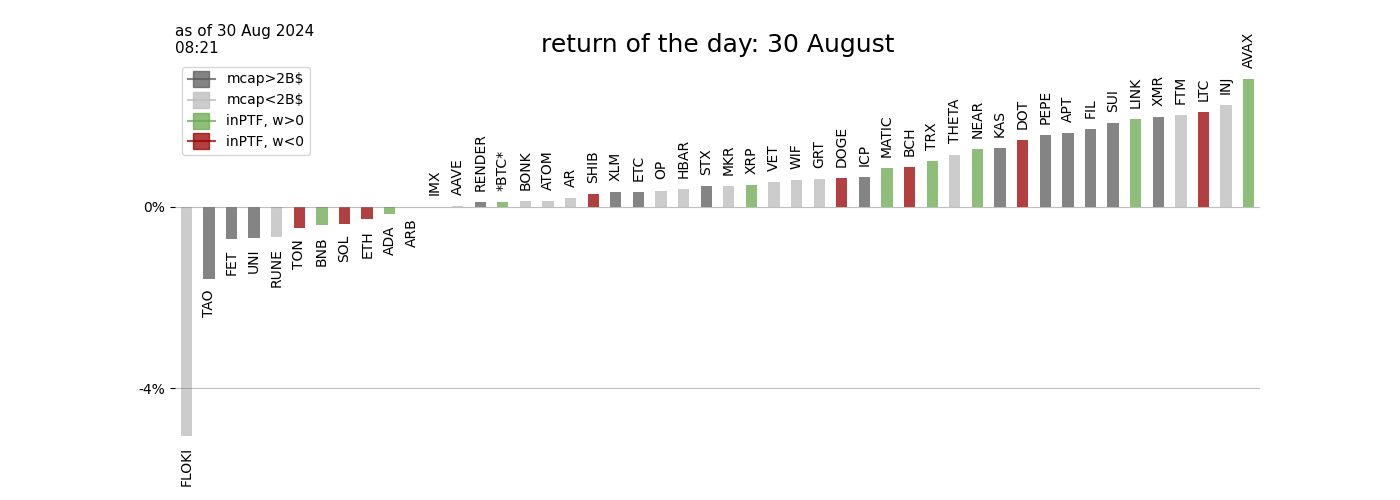 as of 30 Aug 2024
08:21
return of the day: 30 August
mcap>2B$
mcap<2B$
inPTF, w>0
inPTF, w<0
0%
-4%
FLOKI
TAO
FET
UNI
RUNE
TON
BNB
SOL
ETH
ADA
ARB
IMX
AAVE
RENDER
*BTC*
BONK
ATOM
AR
SHIB
XLM
ETC
OP
HBAR
STX
MKR
XRP
VET
WIF
GRT
DOGE
ICP
MATIC
BCH
TRX
THETA
NEAR
KAS
DOT
PEPE
APT
FIL
SUI
LINK
XMR
FTM
LTC
INJ
AVAX